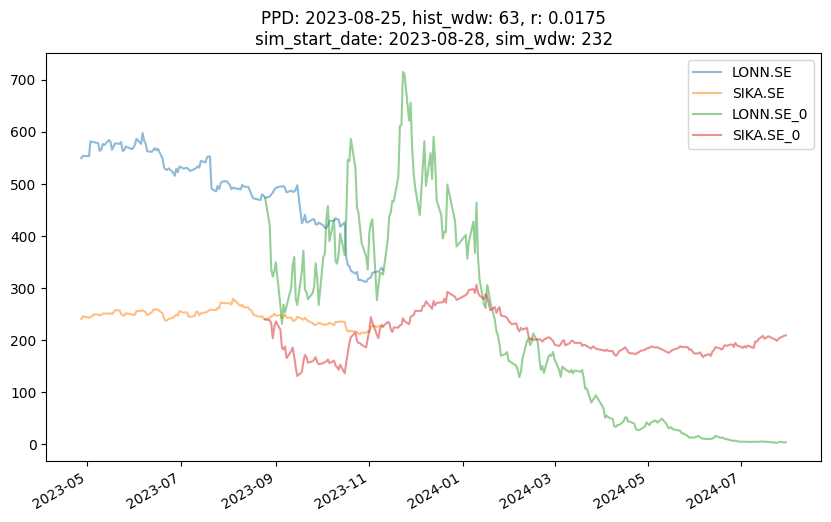 PPD: 2023-08-25, hist_wdw: 63, r: 0.0175
sim_start_date: 2023-08-28, sim_wdw: 232
LONN.SE
SIKA.SE
LONN.SE_0
SIKA.SE_0
700
600
500
400
300
200
100
0
2023-05
2023-07
2023-09
2023-11
2024-01
2024-03
2024-05
2024-07